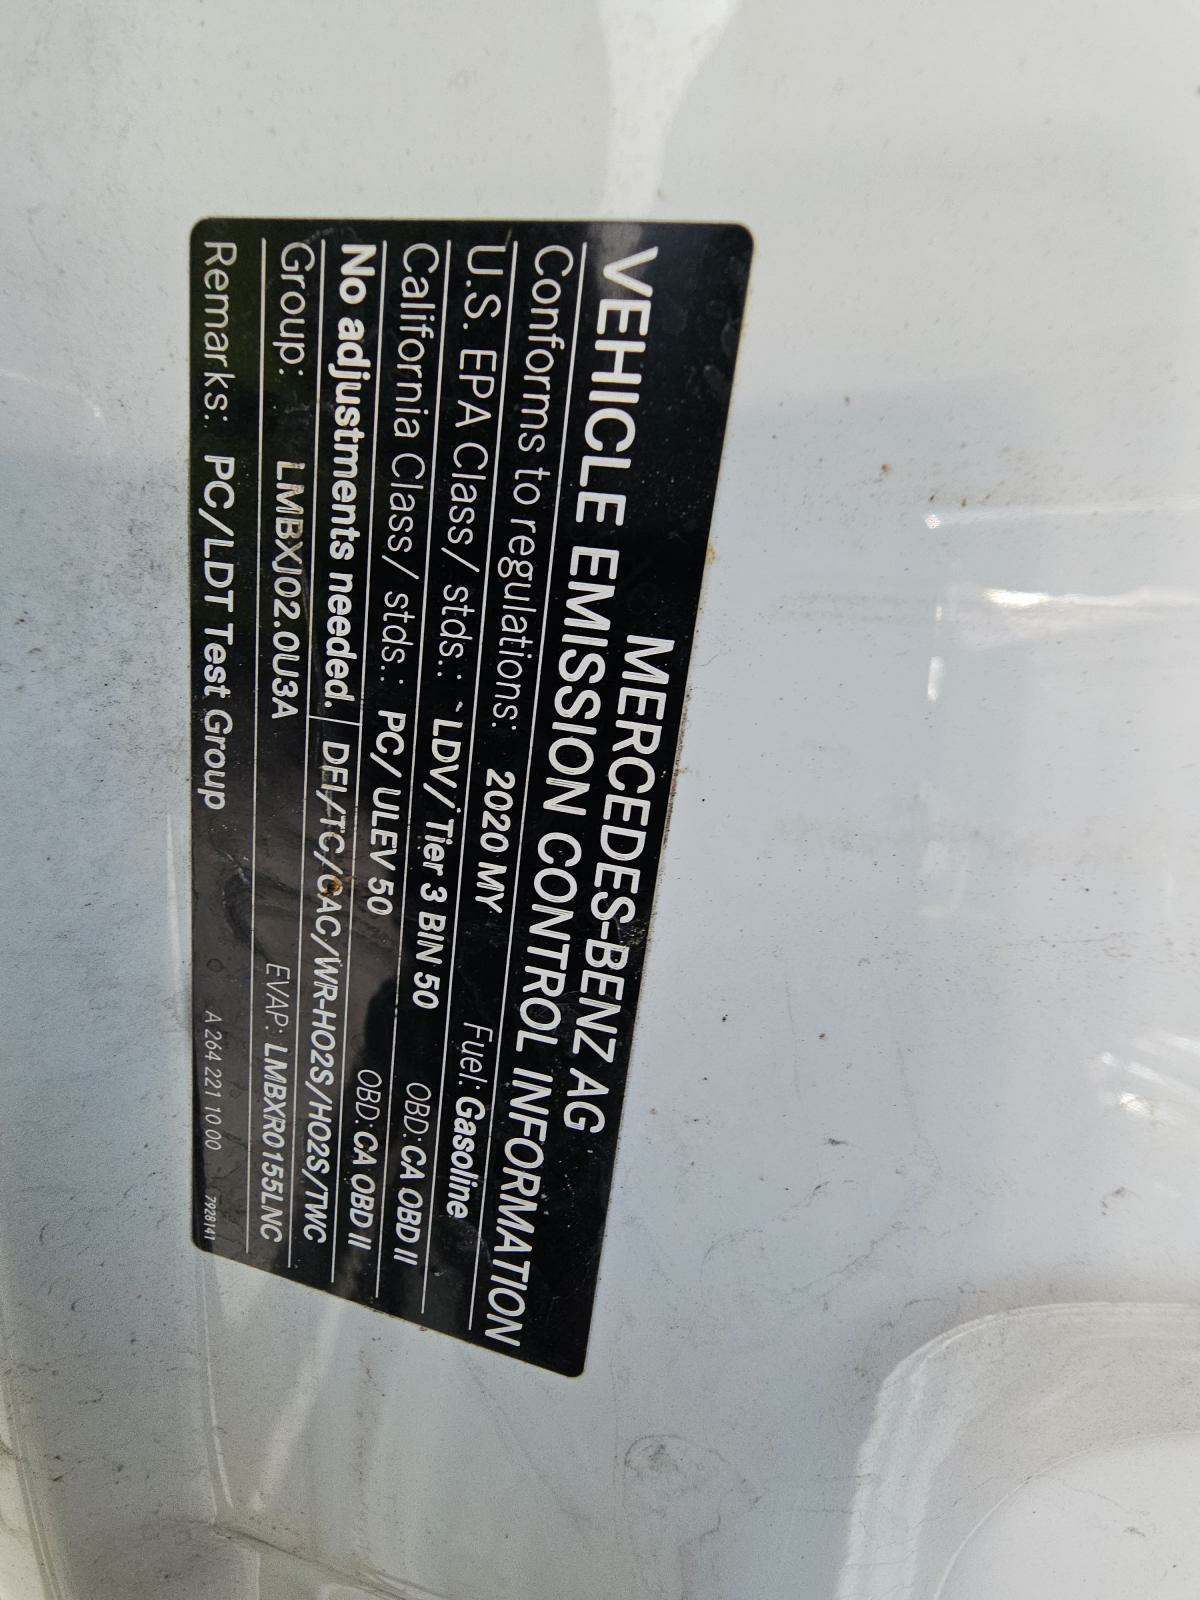 MERCEDES-BENZ AG
VEHICLE EMISSION CONTROL INFORMATION
Conforms to regulations: 2020 MY Fuel: Gasoline
U.S. EPA Class/ stds.: LDV/ Tier 3 BIN 50 OBD: CA OBD II
California Class/ stds.: PC/ ULEV 50 OBD: CA OBD II
No adjustments needed. DFI/TC/CAC/WR-HO2S/HO2S/TWC
Group: LMBXJ02.0U3A EVAP: LMBXR0155LNC
Remarks: PC/LDT Test Group A 264 221 10 00 7928141